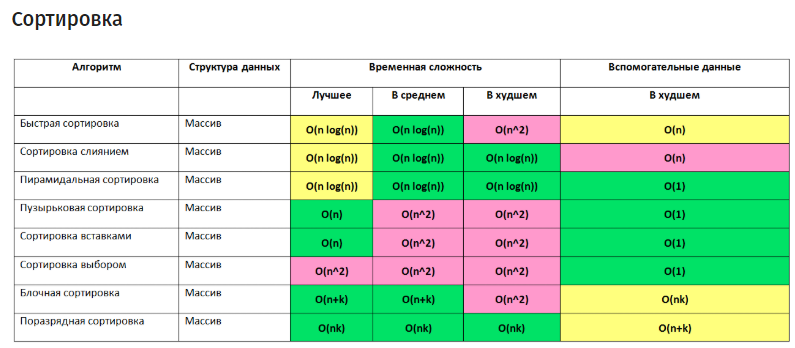 Сортировка
Алгоритм Структура данных Временная сложность Вспомогательные данные
Лучшее В среднем В худшем В худшем
Быстрая сортировка Массив O(n log(n)) O(n log(n)) O(n^2) O(n)
Сортировка слиянием Массив O(n log(n)) O(n log(n)) O(n log(n)) O(n)
Пирамидальная сортировка Массив O(n log(n)) O(n log(n)) O(n log(n)) O(1)
Пузырьковая сортировка Массив O(n) O(n^2) O(n^2) O(1)
Сортировка вставками Массив O(n) O(n^2) O(n^2) O(1)
Сортировка выбором Массив O(n^2) O(n^2) O(n^2) O(1)
Блочная сортировка Массив O(n+k) O(n+k) O(n^2) O(nk)
Поразрядная сортировка Массив O(nk) O(nk) O(nk) O(n+k)